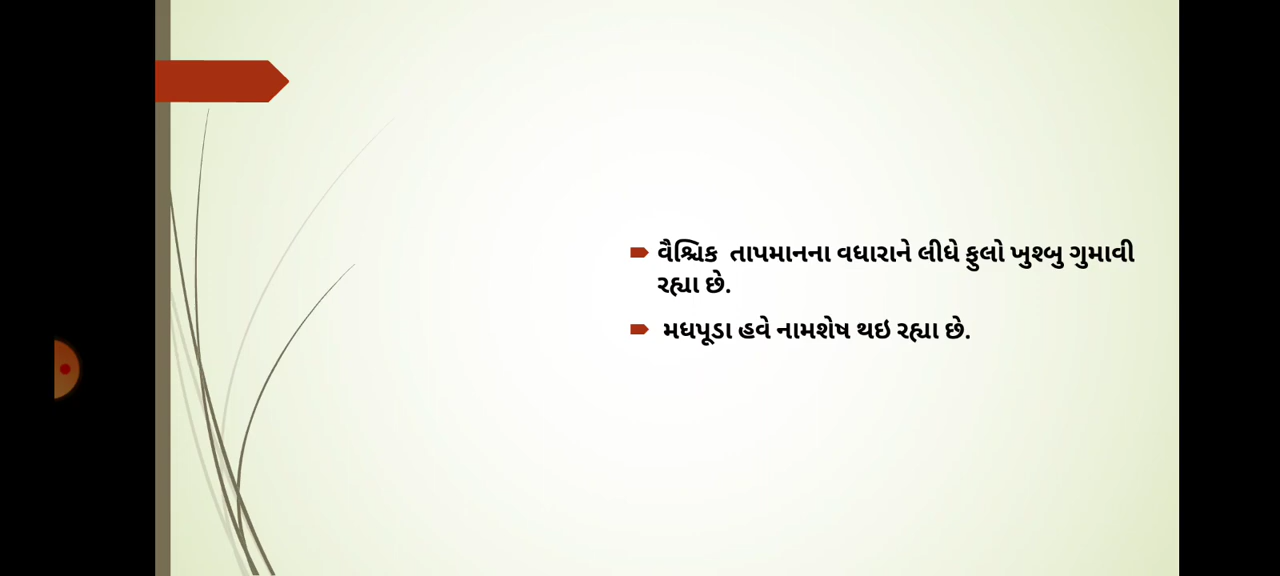 વૈશ્ચિક તાપમાનના વધારાને લીધે ફુલો ખુશ્બુ ગુમાવી
રહ્યા છે.
મધપૂડા હવે નામશેષ થઇ રહ્યા છે.